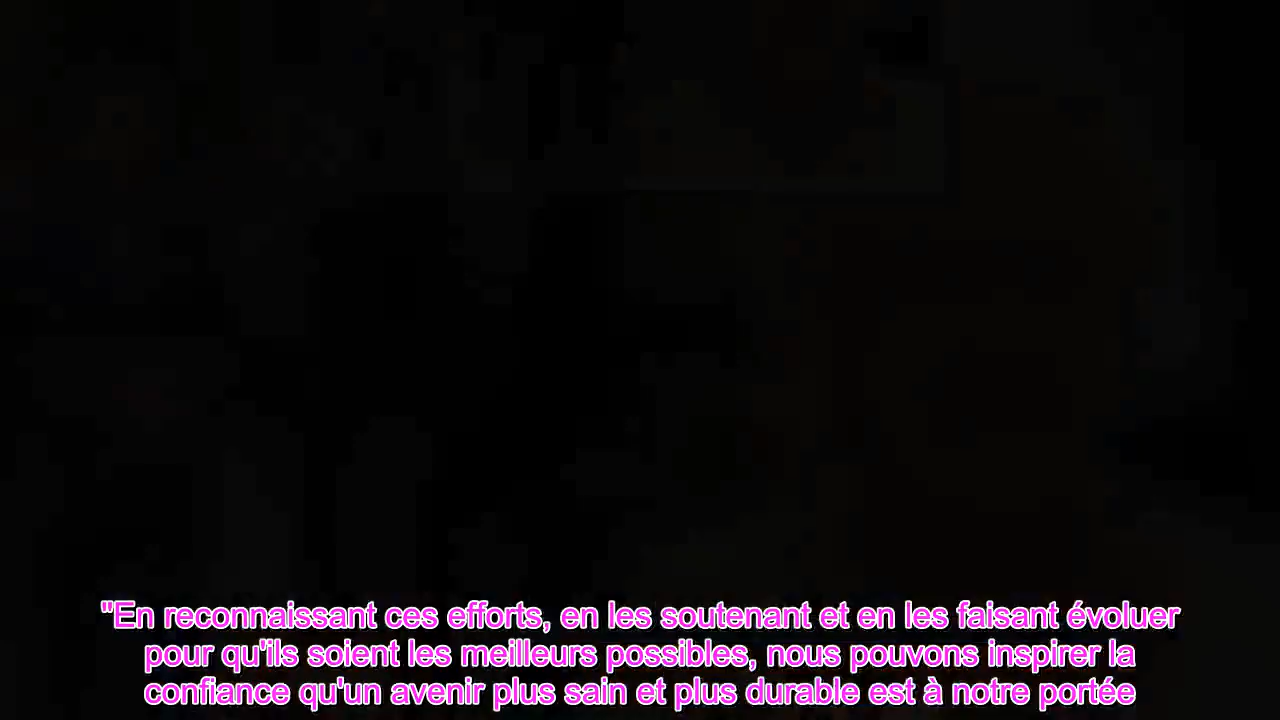 "En reconnaissant ces efforts, en les soutenant et en les faisant évoluer
pour qu'ils soient les meilleurs possibles, nous pouvons inspirer la
confiance qu'un avenir plus sain et plus durable est à notre portée